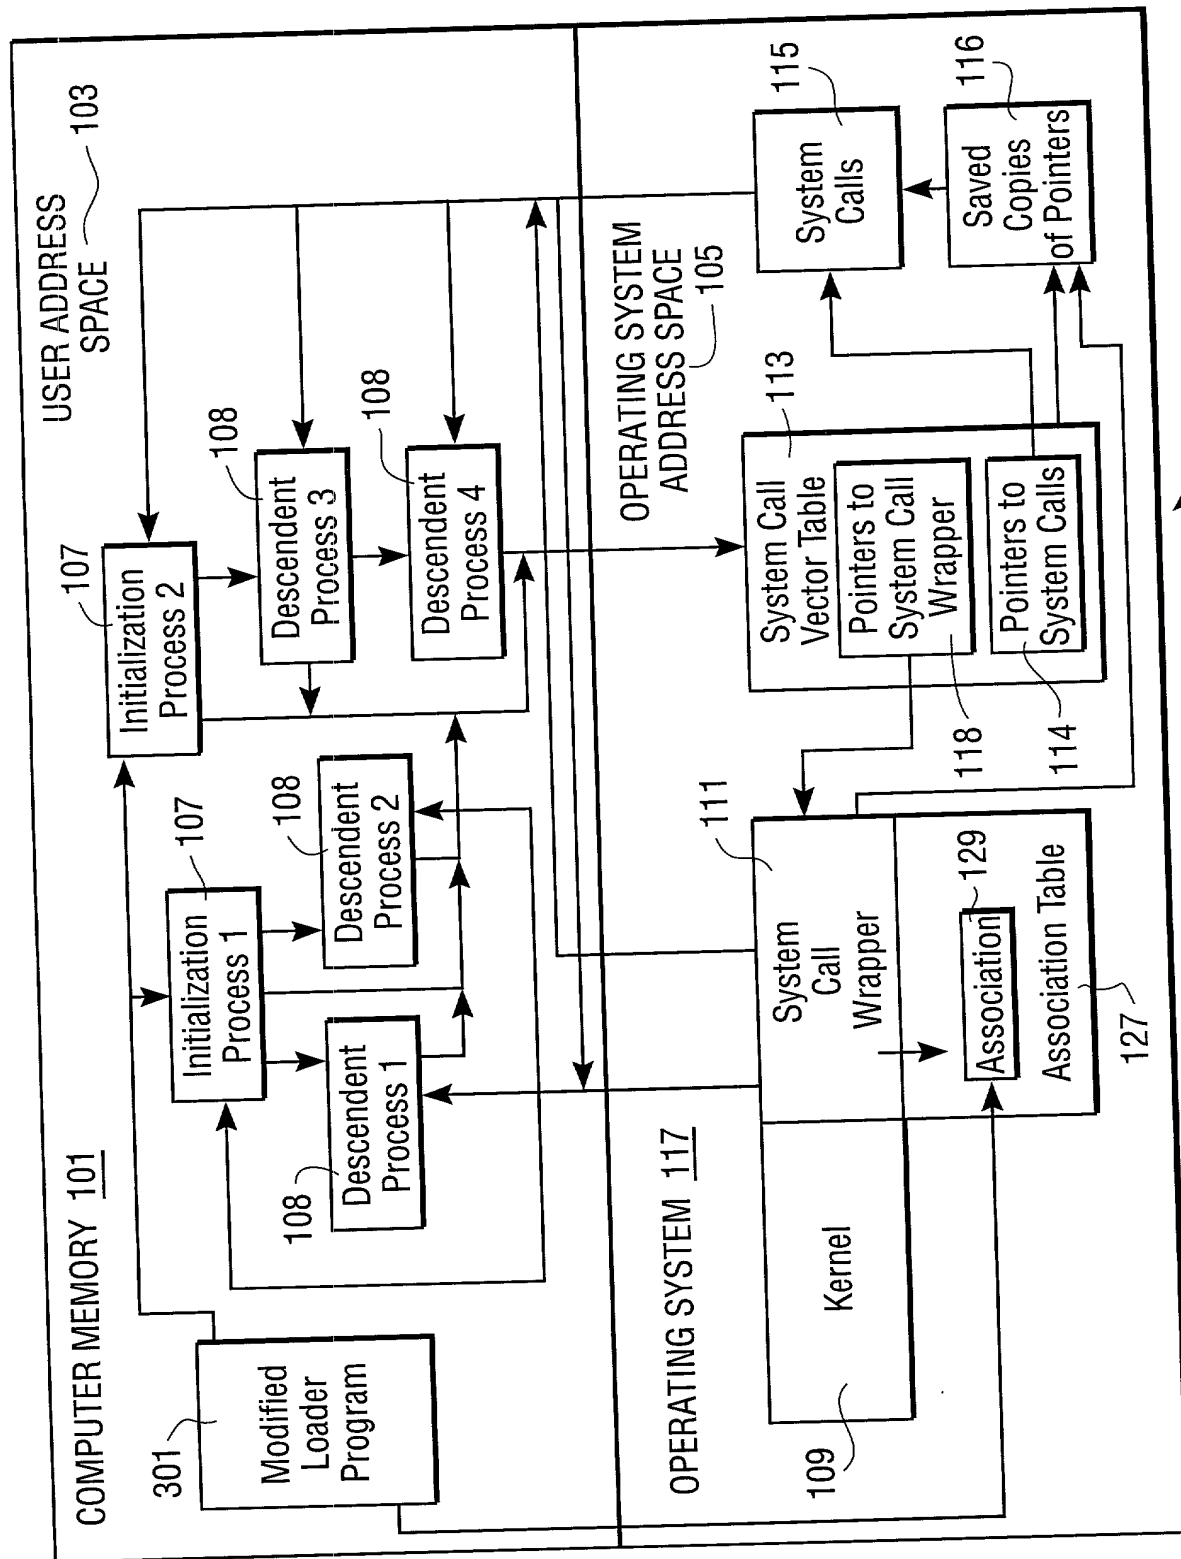 COMPUTER MEMORY 101
USER ADDRESS
SPACE
103
301
Modified
Loader
Program
107
Initialization
Process 1
107
Initialization
Process 2
108
Descendent
Process 1
108
Descendent
Process 2
108
Descendent
Process 3
108
Descendent
Process 4
OPERATING SYSTEM 117
OPERATING SYSTEM
ADDRESS SPACE
105
109
Kernel
111
System
Call
Wrapper
129
Association
Association Table
127
113
System Call
Vector Table
Pointers to
System Call
Wrapper
118
Pointers to
System Calls
114
115
System
Calls
116
Saved
Copies
of Pointers